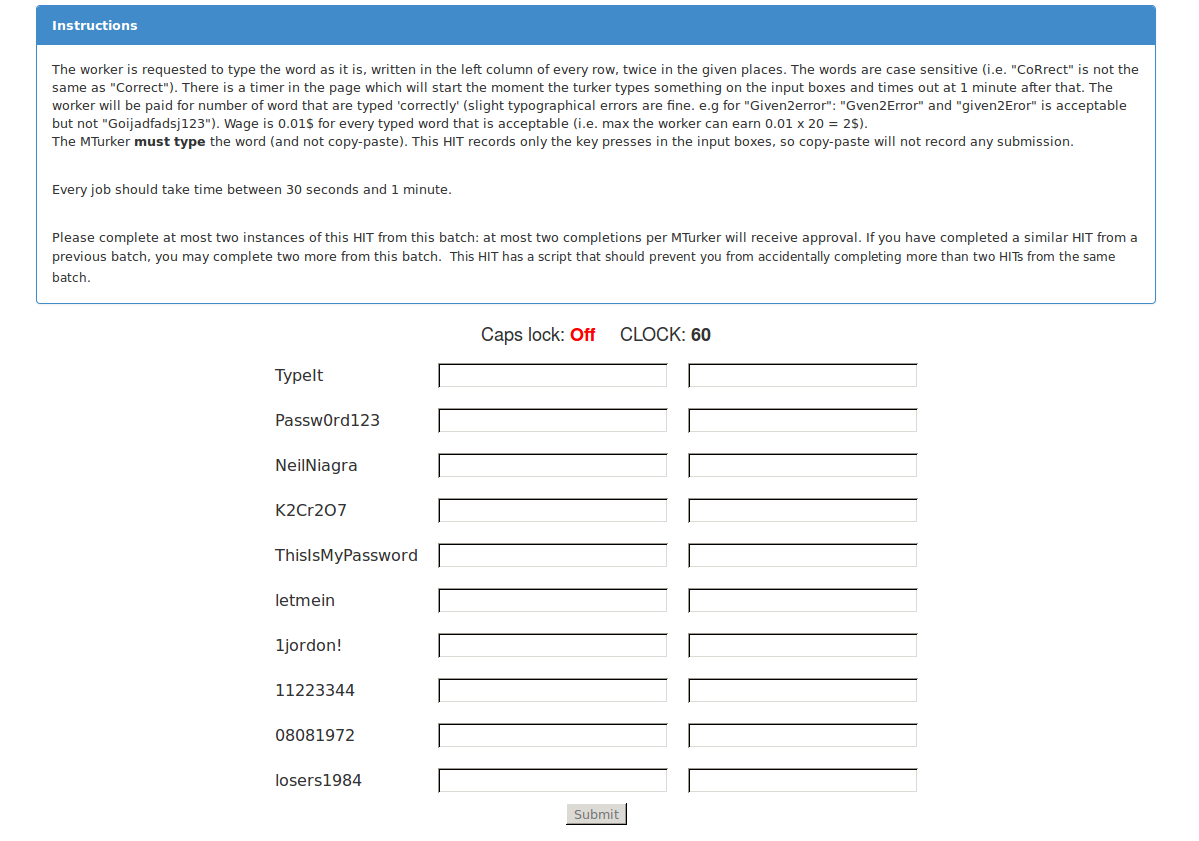 Instructions
The worker is requested to type the word as it is, written in the left column of every row, twice in the given places. The words are case sensitive (i.e. "CoRrect" is not the
same as "Correct"). There is a timer in the page which will start the moment the turker types something on the input boxes and times out at 1 minute after that. The
worker will be paid for number of word that are typed 'correctly' (slight typographical errors are fine. e.g for "Given2error": "Gven2Error" and "given2Eror" is acceptable
but not "Goijadfadsj123"). Wage is 0.01$ for every typed word that is acceptable (i.e. max the worker can earn 0.01 x 20 = 2$).
The MTurker must type the word (and not copy-paste). This HIT records only the key presses in the input boxes, so copy-paste will not record any submission.
Every job should take time between 30 seconds and 1 minute.
Please complete at most two instances of this HIT from this batch: at most two completions per MTurker will receive approval. If you have completed a similar HIT from a
previous batch, you may complete two more from this batch.  This HIT has a script that should prevent you from accidentally completing more than two HITs from the same
batch.
Caps lock: Off CLOCK: 60
TypeIt
Passw0rd123
NeilNiagra
K2Cr2O7
ThisIsMyPassword
letmein
1jordon!
11223344
08081972
losers1984
Submit